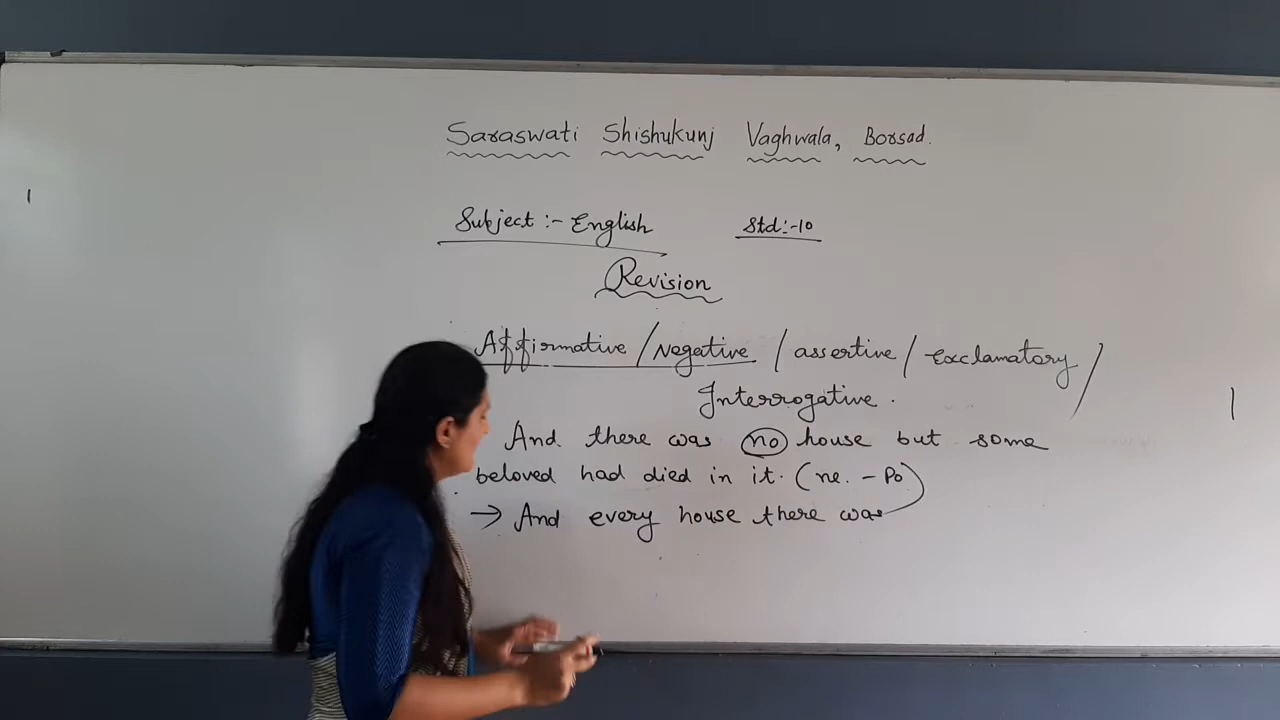 Saraswati Shishukunj Vaghwala, Borsad.
Subject :- English Std:-10
Revision
Affirmative / Negative / assertive / Exclamatory /
Interrogative.
And there was no house but some
beloved had died in it. (ne. - Po)
→ And every house there was